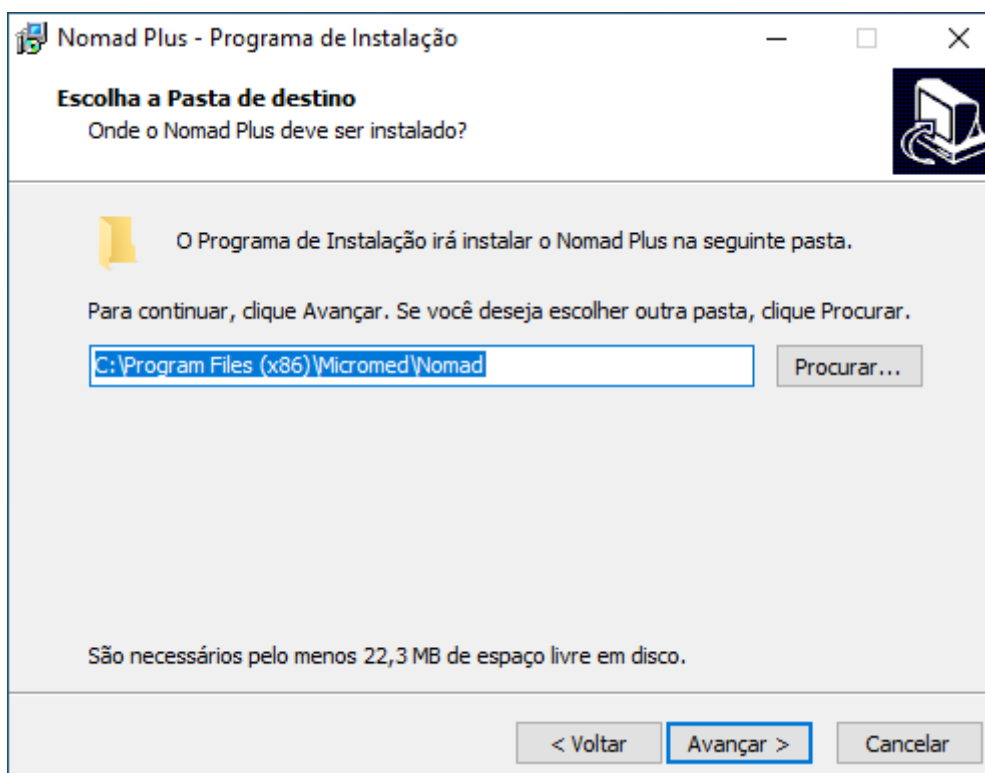 Nomad Plus - Programa de Instalação
Escolha a Pasta de destino
Onde o Nomad Plus deve ser instalado?
O Programa de Instalação irá instalar o Nomad Plus na seguinte pasta.
Para continuar, clique Avançar. Se você deseja escolher outra pasta, clique Procurar.
C:\Program Files (x86)\Micromed\Nomad
Procurar...
São necessários pelo menos 22,3 MB de espaço livre em disco.
< Voltar
Avançar >
Cancelar